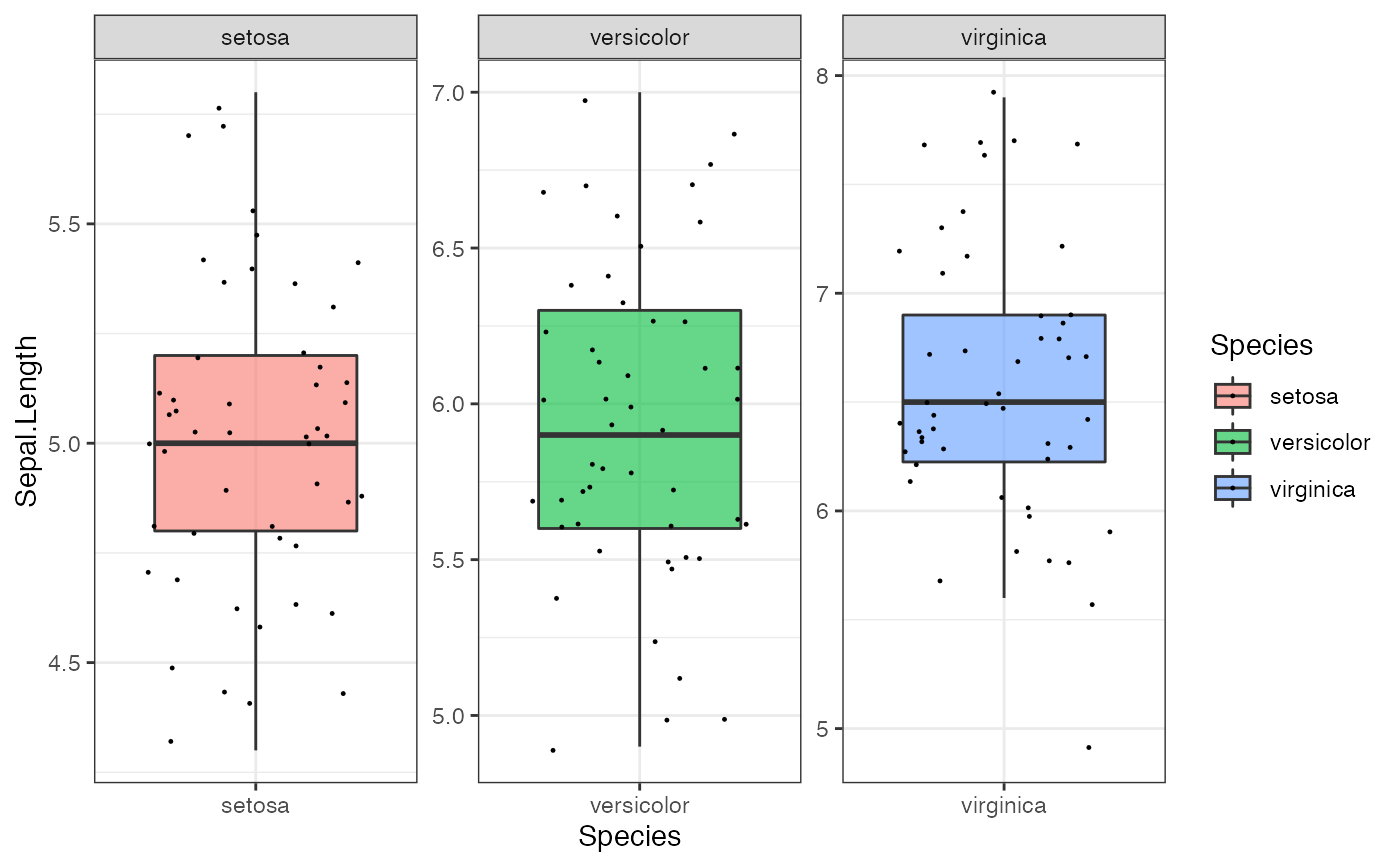 setosa
versicolor
virginica
Sepal.Length
5.5
5.0
4.5
7.0
6.5
6.0
5.5
5.0
8
7
6
5
setosa
versicolor
virginica
Species
Species
setosa
versicolor
virginica